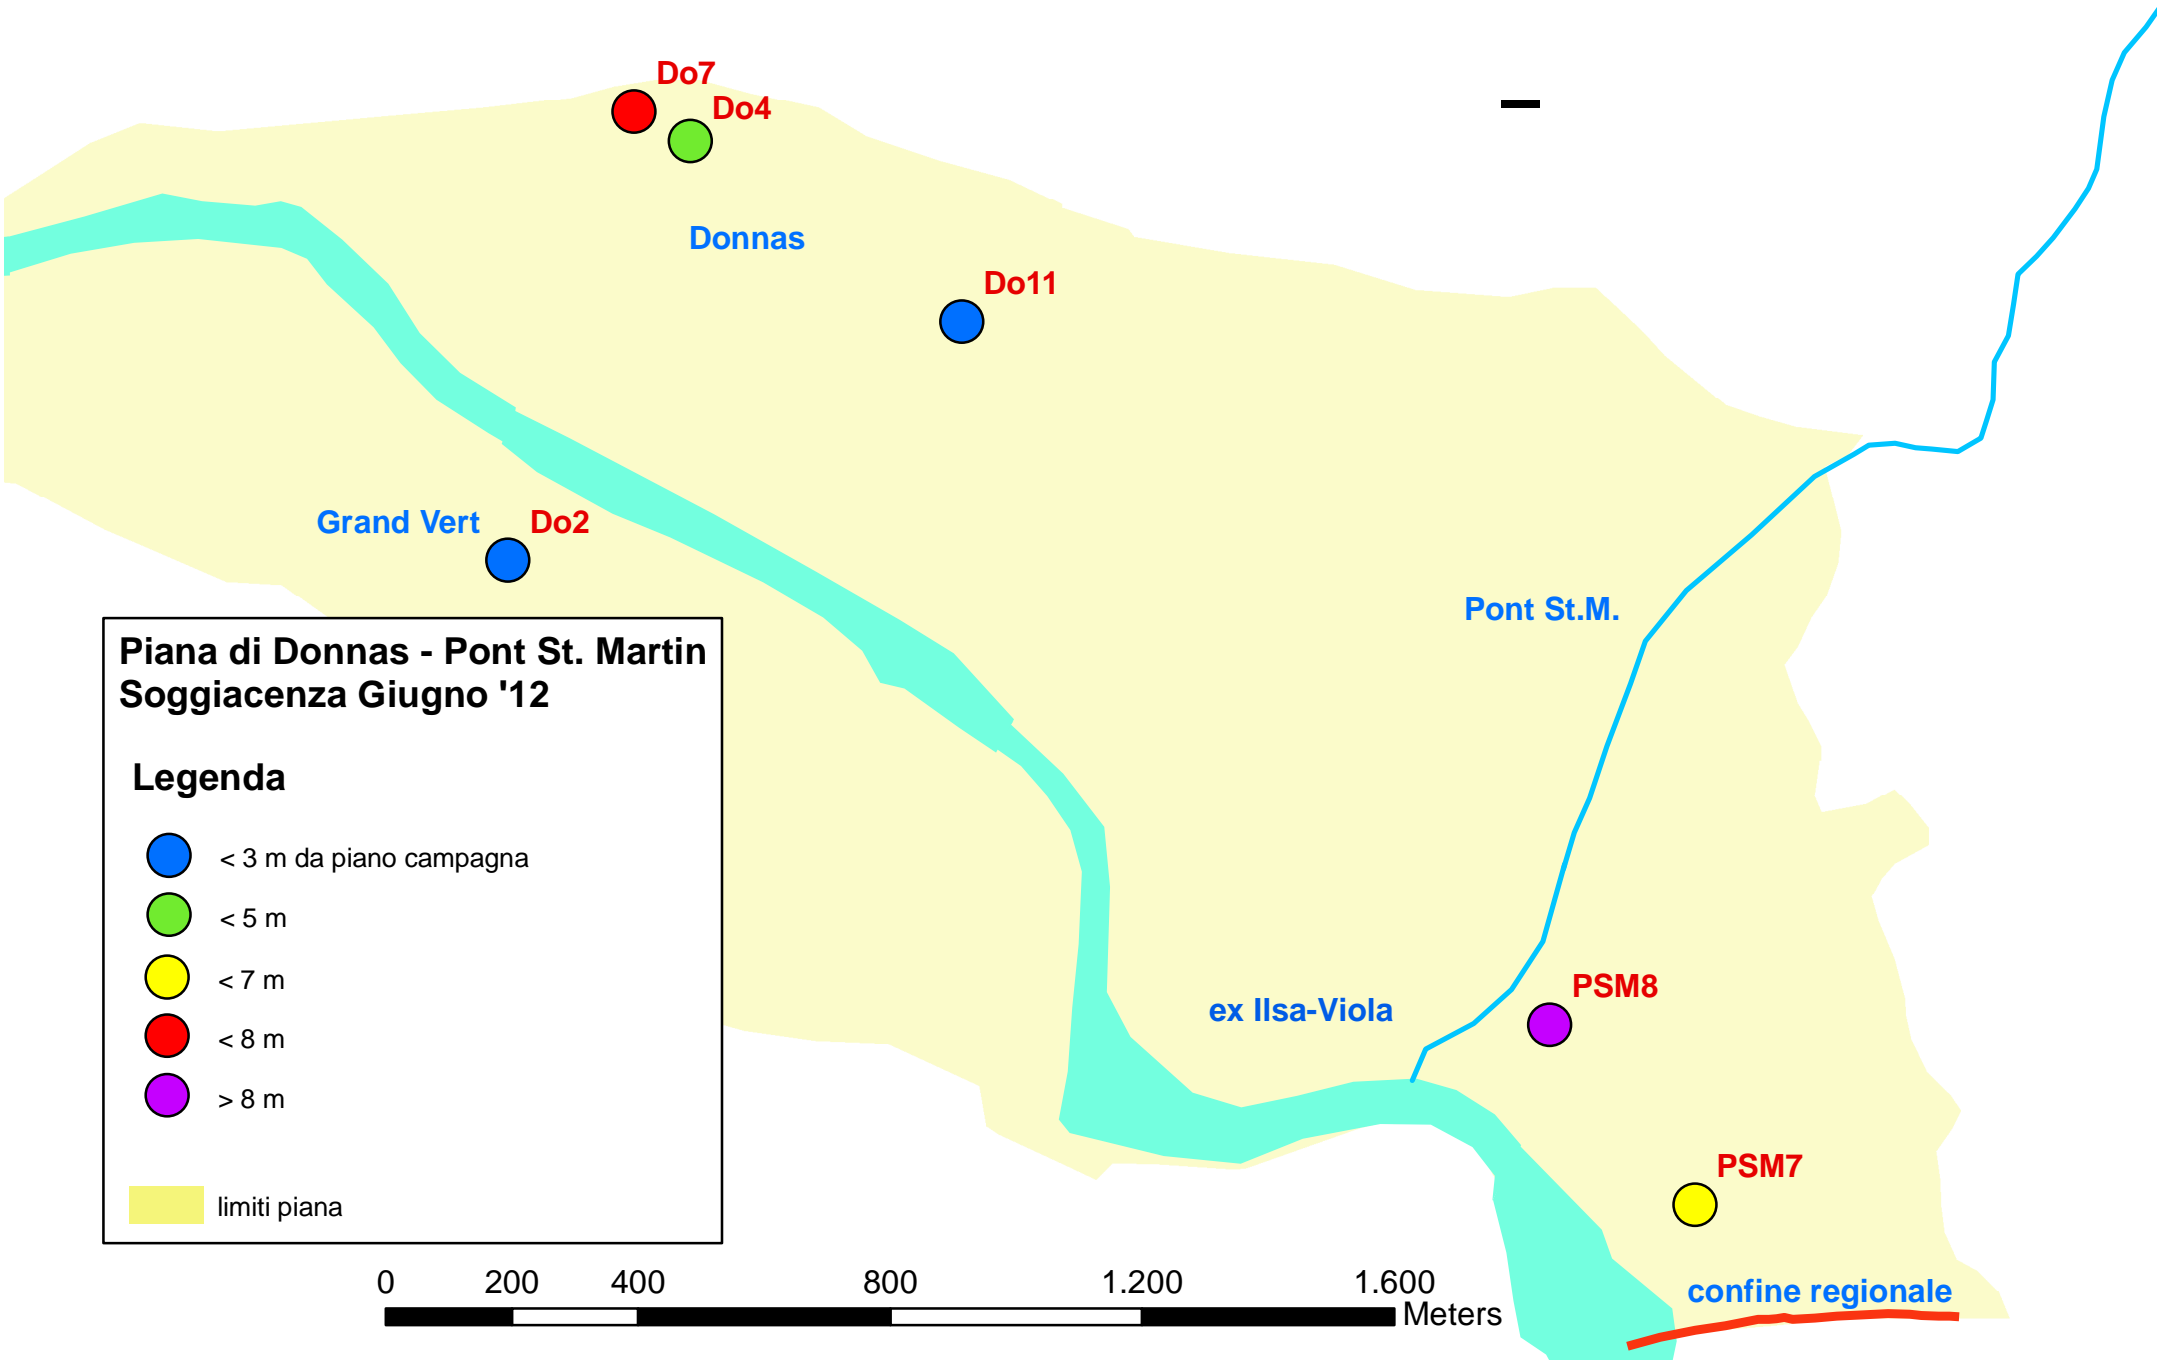 Do7
Do4
Donnas
Do11
Grand Vert
Do2
Pont St.M.
Piana di Donnas - Pont St. Martin
Soggiacenza Giugno '12
Legenda
< 3 m da piano campagna
< 5 m
< 7 m
< 8 m
> 8 m
limiti piana
ex Ilsa-Viola
PSM8
PSM7
confine regionale
0 200 400 800 1.200 1.600
Meters